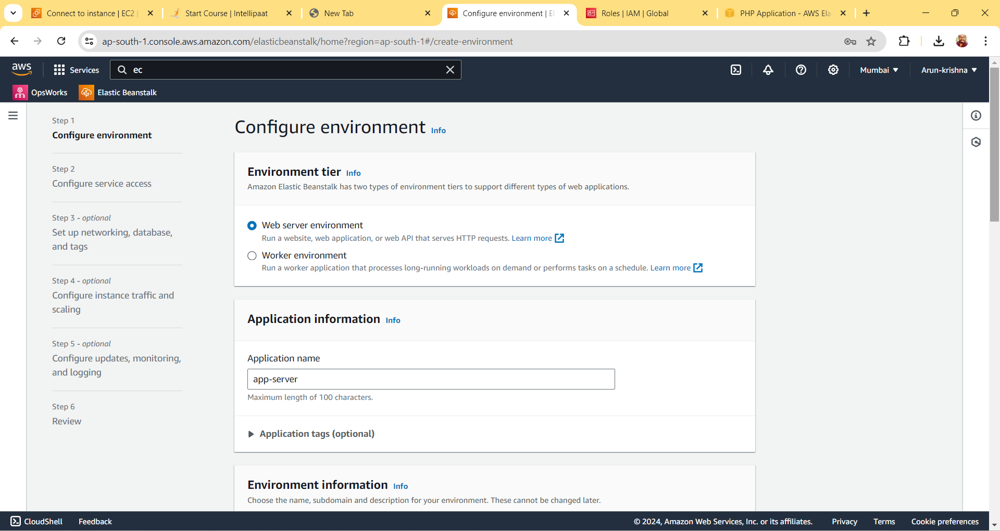 Connect to instance | EC2 |
Start Course | Intellipaat
New Tab
Configure environment | El
Roles | IAM | Global
PHP Application - AWS Ela
ap-south-1.console.aws.amazon.com/elasticbeanstalk/home?region=ap-south-1#/create-environment
aws
Services
ec
Mumbai
Arun-krishna
OpsWorks
Elastic Beanstalk
Step 1
Configure environment
Step 2
Configure service access
Step 3 - optional
Set up networking, database,
and tags
Step 4 - optional
Configure instance traffic and
scaling
Step 5 - optional
Configure updates, monitoring,
and logging
Step 6
Review
Configure environment Info
Environment tier Info
Amazon Elastic Beanstalk has two types of environment tiers to support different types of web applications.
Web server environment
Run a website, web application, or web API that serves HTTP requests. Learn more
Worker environment
Run a worker application that processes long-running workloads on demand or performs tasks on a schedule. Learn more
Application information Info
Application name
app-server
Maximum length of 100 characters.
Application tags (optional)
Environment information Info
Choose the name, subdomain and description for your environment. These cannot be changed later.
CloudShell
Feedback
© 2024, Amazon Web Services, Inc. or its affiliates.
Privacy
Terms
Cookie preferences